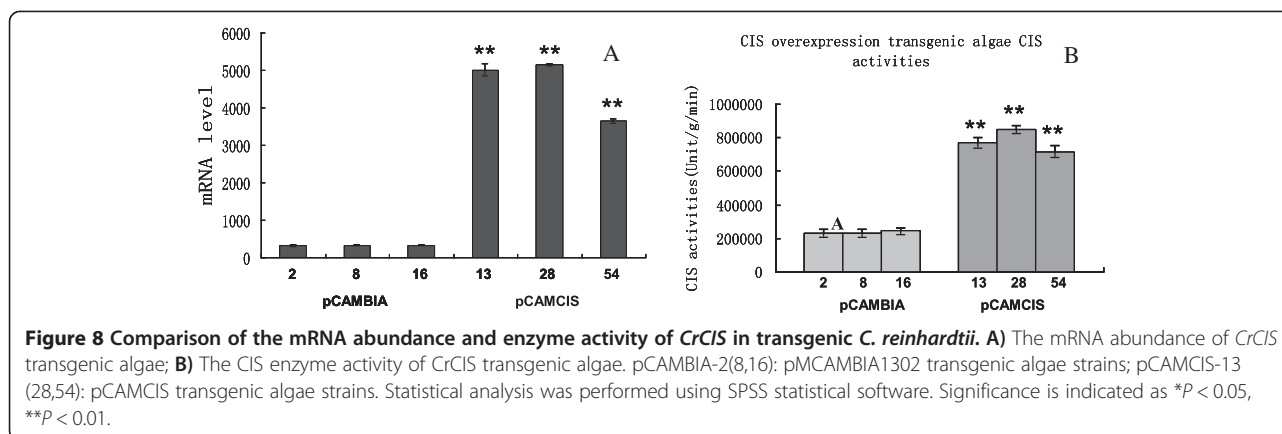 A
6000
5000
4000
3000
2000
1000
0
mRNA level
** ** **
2 8 16 13 28 54
pCAMBIA pCAMCIS
CIS overexpression transgenic algae CIS
activities
B
1000000
800000
600000
400000
200000
0
CIS activities(Unit/g/min)
** ** **
A
2 8 16 13 28 54
pCAMBIA pCAMCIS
Figure 8 Comparison of the mRNA abundance and enzyme activity of CrCIS in transgenic C. reinhardtii. A) The mRNA abundance of CrCIS
transgenic algae; B) The CIS enzyme activity of CrCIS transgenic algae. pCAMBIA-2(8,16): pMCAMBIA1302 transgenic algae strains; pCAMCIS-13
(28,54): pCAMCIS transgenic algae strains. Statistical analysis was performed using SPSS statistical software. Significance is indicated as *P < 0.05,
**P < 0.01.